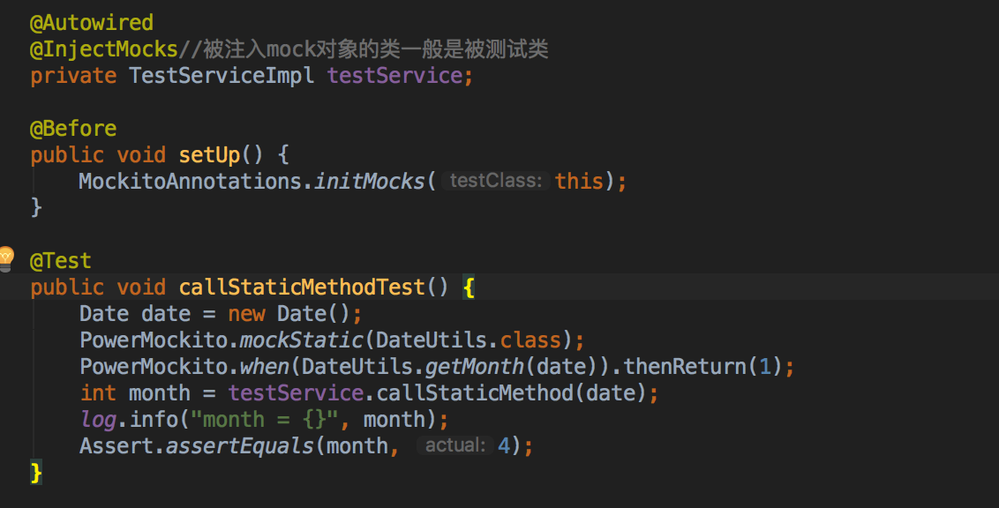 @Autowired
@InjectMocks//被注入mock对象的类一般是被测试类
private TestServiceImpl testService;
@Before
public void setUp() {
MockitoAnnotations.initMocks( testClass: this);
}
@Test
public void callStaticMethodTest() {
Date date = new Date();
PowerMockito.mockStatic(DateUtils.class);
PowerMockito.when(DateUtils.getMonth(date)).thenReturn(1);
int month = testService.callStaticMethod(date);
log.info("month = {}", month);
Assert.assertEquals(month, actual: 4);
}